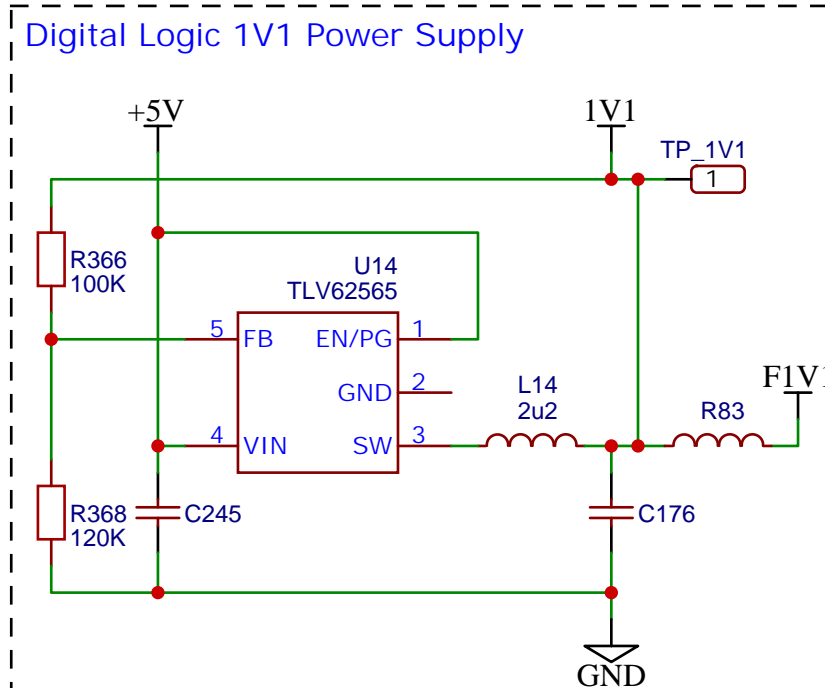 Digital Logic 1V1 Power Supply
+5V
1V1
TP_1V1
1
R366
100K
U14
TLV62565
5 FB EN/PG 1
GND 2
4 VIN SW 3
L14
2u2
R83
F1V1
R368
120K
C245
C176
GND